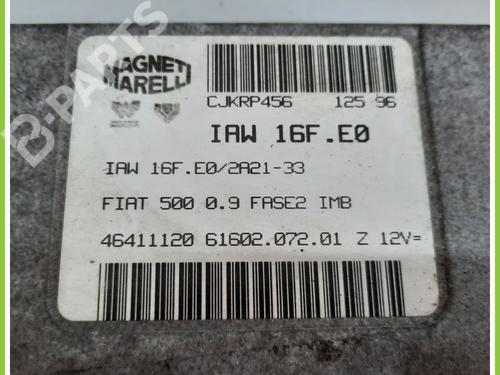 MAGNETI
MARELLI
CJKRP456 125 96
IAW 16F.E0
IAW 16F.E0/2A21-33
FIAT 500 0.9 FASE2 IMB
46411120 61602.072.01 Z 12V=
B-PARTS